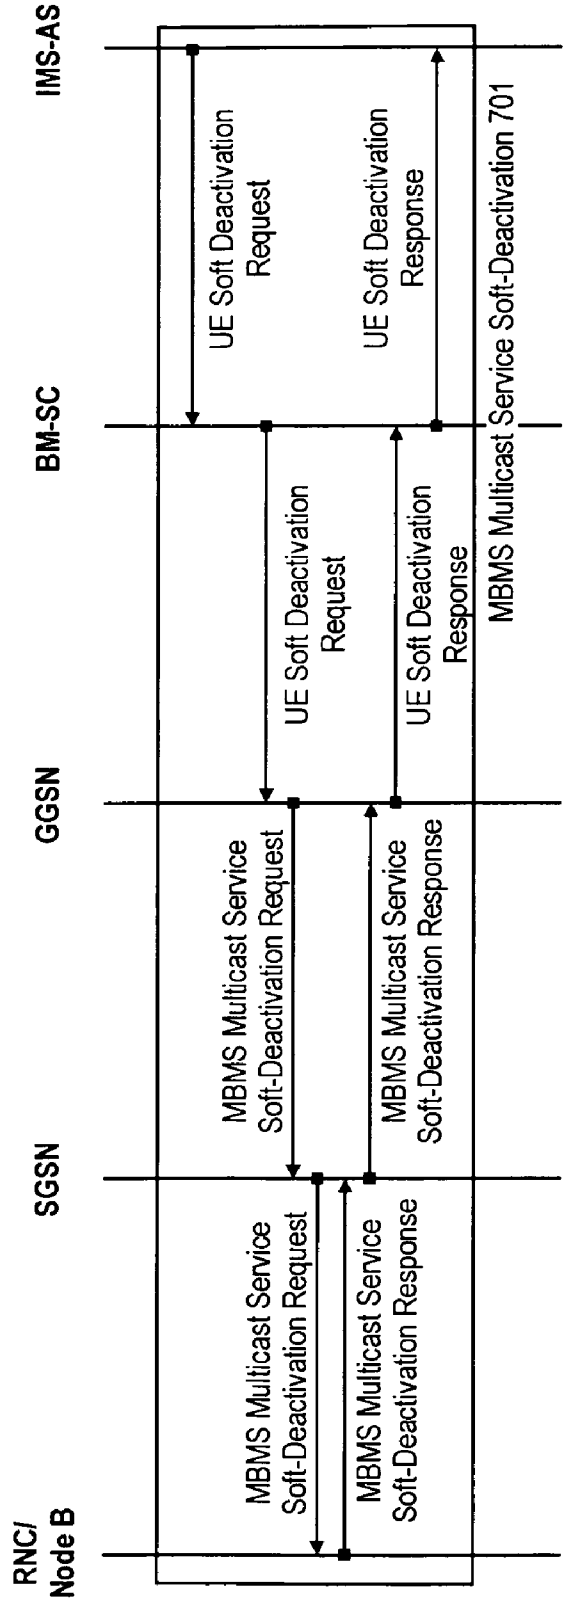 RNC/
Node B
SGSN
GGSN
BM-SC
IMS-AS
UE Soft Deactivation
Request
UE Soft Deactivation
Request
MBMS Multicast Service
Soft-Deactivation Request
MBMS Multicast Service
Soft-Deactivation Request
MBMS Multicast Service
Soft-Deactivation Response
MBMS Multicast Service
Soft-Deactivation Response
UE Soft Deactivation
Response
UE Soft Deactivation
Response
MBMS Multicast Service Soft-Deactivation 701